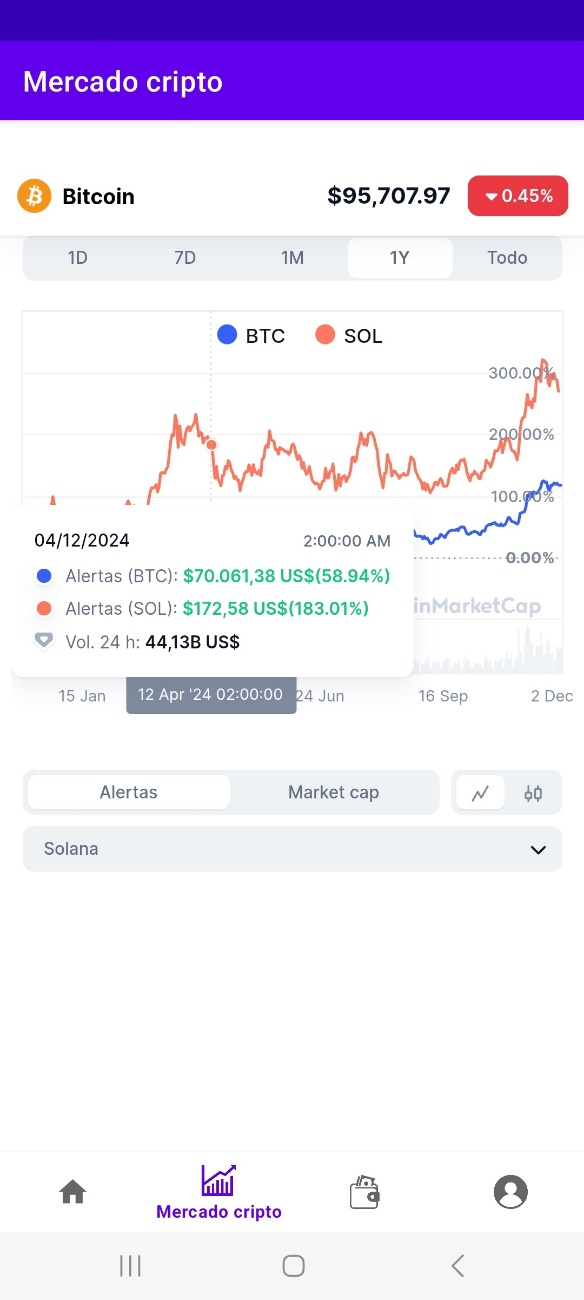 Mercado cripto
Bitcoin $95,707.97 0.45%
1D 7D 1M 1Y Todo
BTC SOL
300.00%
200.00%
100.00%
0.00%
04/12/2024 2:00:00 AM
Alertas (BTC): $70.061,38 US$(58.94%)
Alertas (SOL): $172,58 US$(183.01%)
Vol. 24 h: 44,13B US$
inMarketCap
15 Jan 12 Apr '24 02:00:00 24 Jun 16 Sep 2 Dec
Alertas Market cap
Solana
Mercado cripto